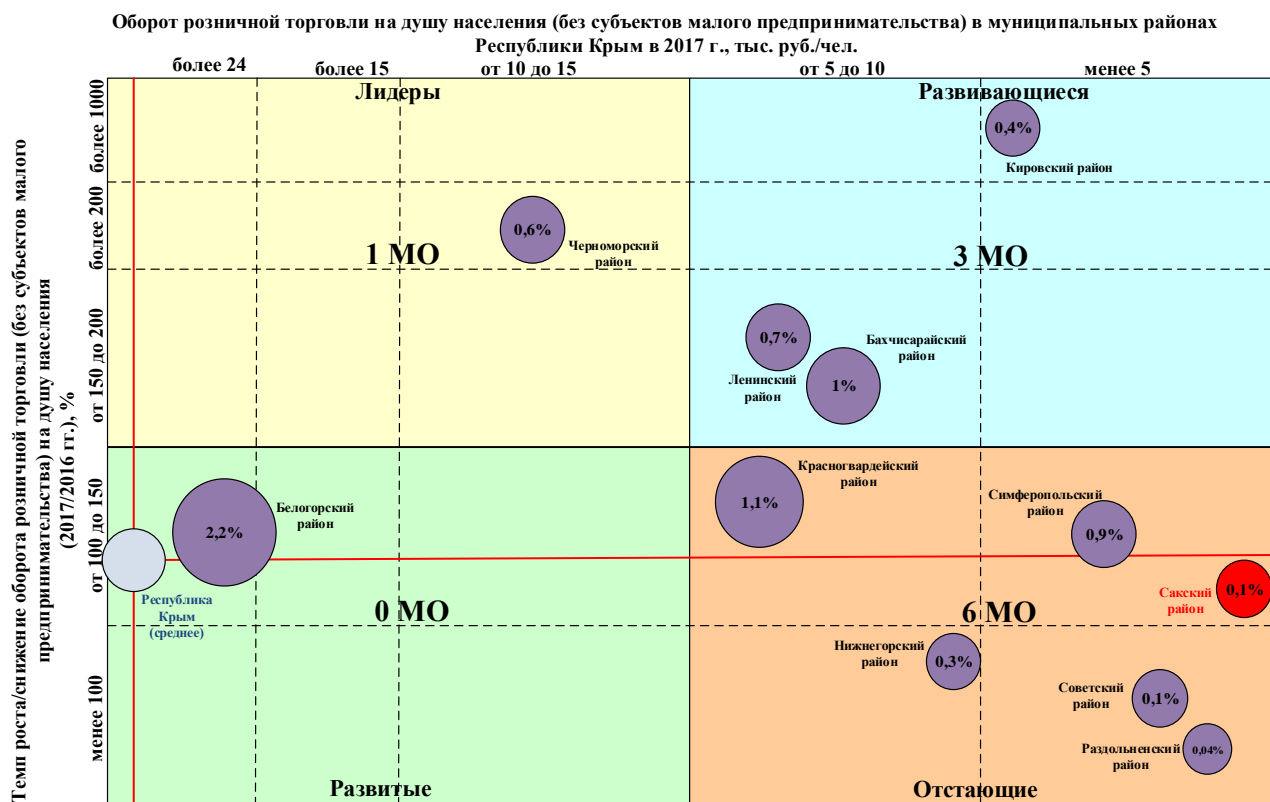 Оборот розничной торговли на душу населения (без субъектов малого предпринимательства) в муниципальных районах
Республики Крым в 2017 г., тыс. руб./чел.
более 24
более 15
от 10 до 15
от 5 до 10
менее 5
Темп роста/снижение оборота розничной торговли (без субъектов малого
предпринимательства) на душу населения
(2017/2016 гг.), %
более 1000
более 200
от 150 до 200
от 100 до 150
менее 100
Лидеры
Развивающиеся
0,4%
Кировский район
0,6%
Черноморский
район
1 МО
3 МО
0,7%
Ленинский
район
Бахчисарайский
район
1%
Красногвардейский
район
1,1%
Симферопольский
район
0,9%
Белогорский
район
2,2%
Республика
Крым
(среднее)
0 МО
6 МО
Сакский
район
0,1%
Нижнегорский
район
0,3%
Советский
район
0,1%
Раздольненский
район
0,04%
Развитые
Отстающие